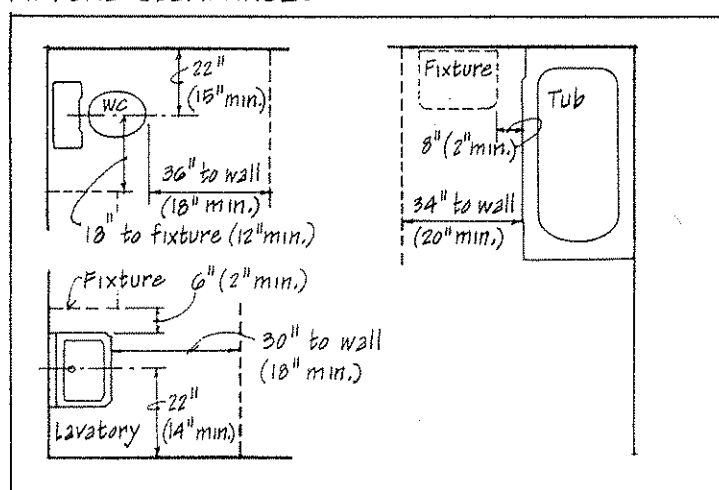 22"
(15" min.)
WC
36" to wall
(18" min.)
18" to fixture (12" min.)
Fixture
6" (2" min.)
30" to wall
(18" min.)
22"
(14" min.)
Lavatory
Fixture
Tub
8" (2" min.)
34" to wall
(20" min.)